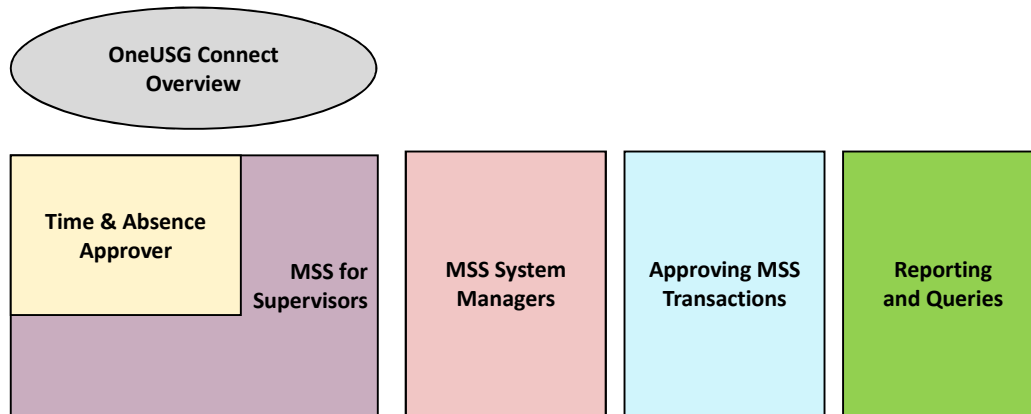 OneUSG Connect
Overview
Time & Absence
Approver
MSS for
Supervisors
MSS System
Managers
Approving MSS
Transactions
Reporting
and Queries